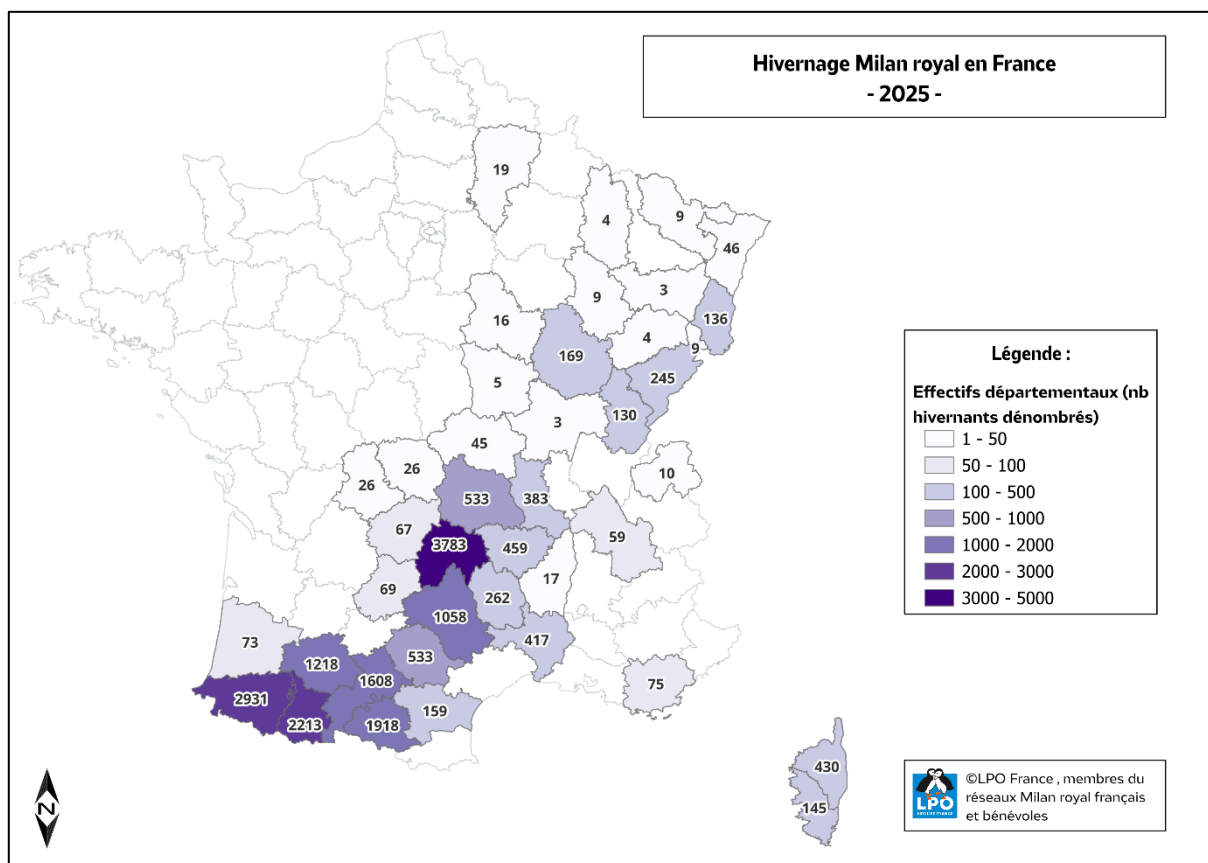 Hivernage Milan royal en France
- 2025 -
19
4
9
46
9
3
136
16
169
4
9
5
245
130
3
45
26
26
10
533
383
67
3783
459
59
17
69
262
1058
417
73
1218
533
1608
75
2931
159
2213
1918
430
145
Légende :
Effectifs départementaux (nb
hivernants dénombrés)
1 - 50
50 - 100
100 - 500
500 - 1000
1000 - 2000
2000 - 3000
3000 - 5000
N
LPO
©LPO France , membres du
réseaux Milan royal français
et bénévoles